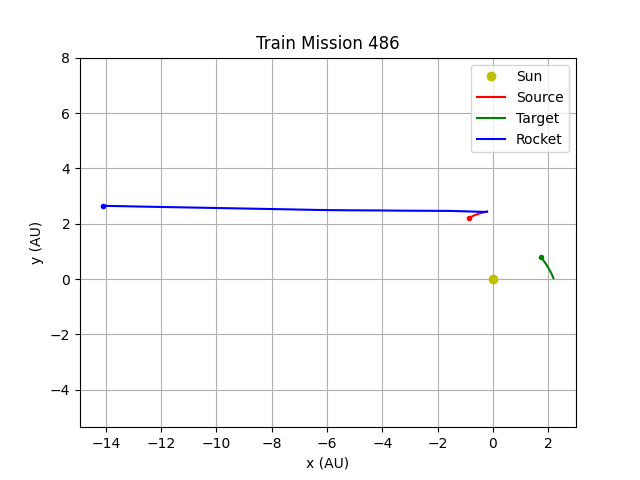 Train Mission 486
Sun
Source
Target
Rocket
8
6
4
2
0
−2
−4
y (AU)
−14
−12
−10
−8
−6
−4
−2
0
2
x (AU)